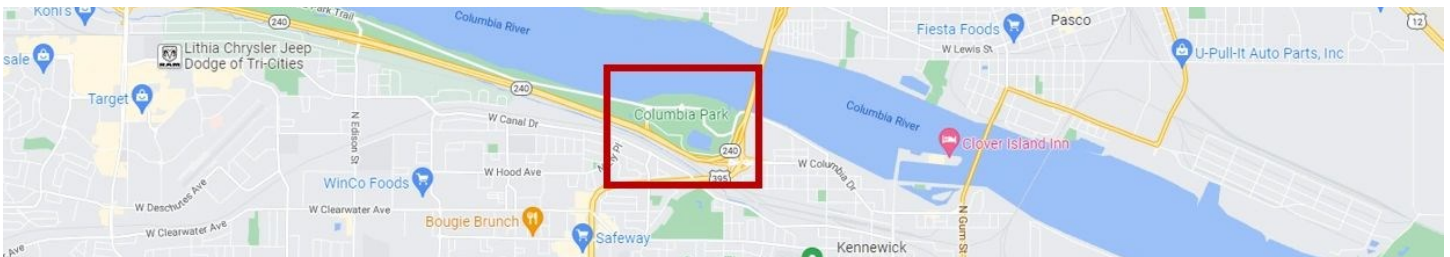 Kohl's
Park Trail
240
Columbia River
Fiesta Foods
Pasco
12
Lithia Chrysler Jeep
Dodge of Tri-Cities
RAM
W Lewis St
U-Pull-It Auto Parts, Inc
sale
240
Target
W Canal Dr
Columbia Park
Columbia River
N Edison St
240
Clover Island Inn
W Hood Ave
W Columbia Dr
395
WinCo Foods
W Deschutes Ave
W Clearwater Ave
Bougie Brunch
N Gum St
W Clearwater Ave
Safeway
Kennewick
Ave